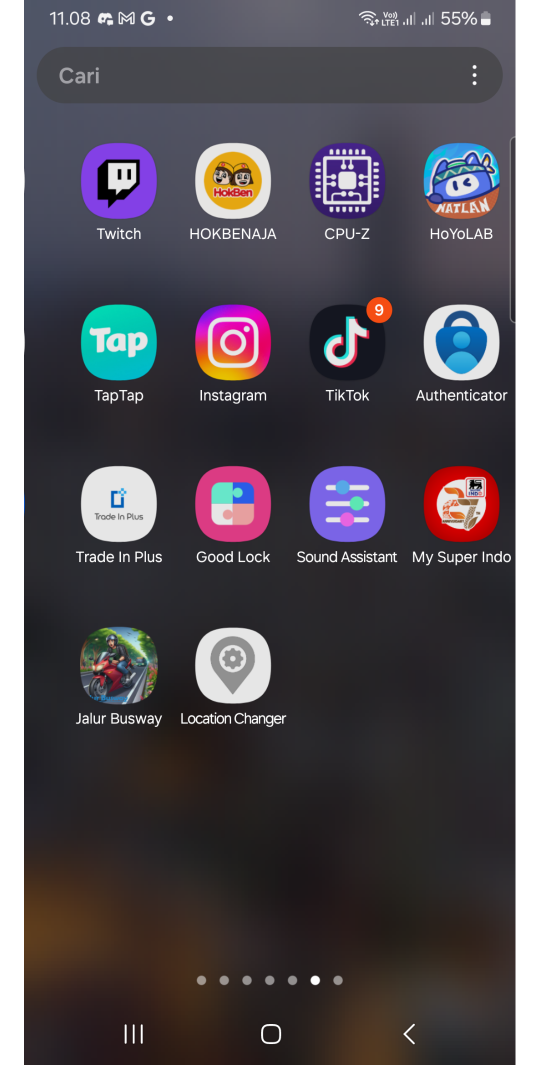 11.08
Vo))
LTE1
55%
Cari
HokBen
NATLAN
Twitch
HOKBENAJA
CPU-Z
HoYoLAB
Tap
9
TapTap
Instagram
TikTok
Authenticator
Trade In Plus
INDO
Trade In Plus
Good Lock
Sound Assistant
My Super Indo
Jalur Busway
Location Changer